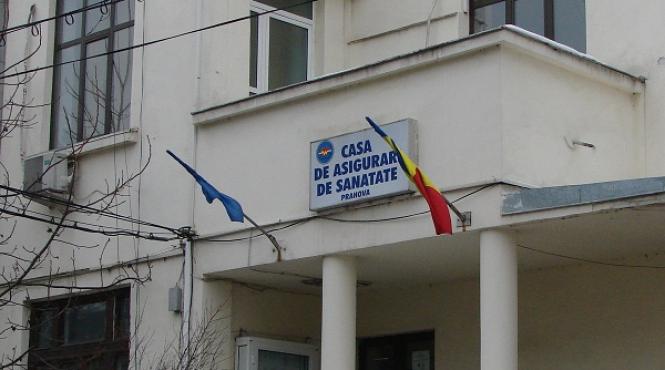 CASA
DE ASIGURARI
DE SANATATE
PRAHOVA